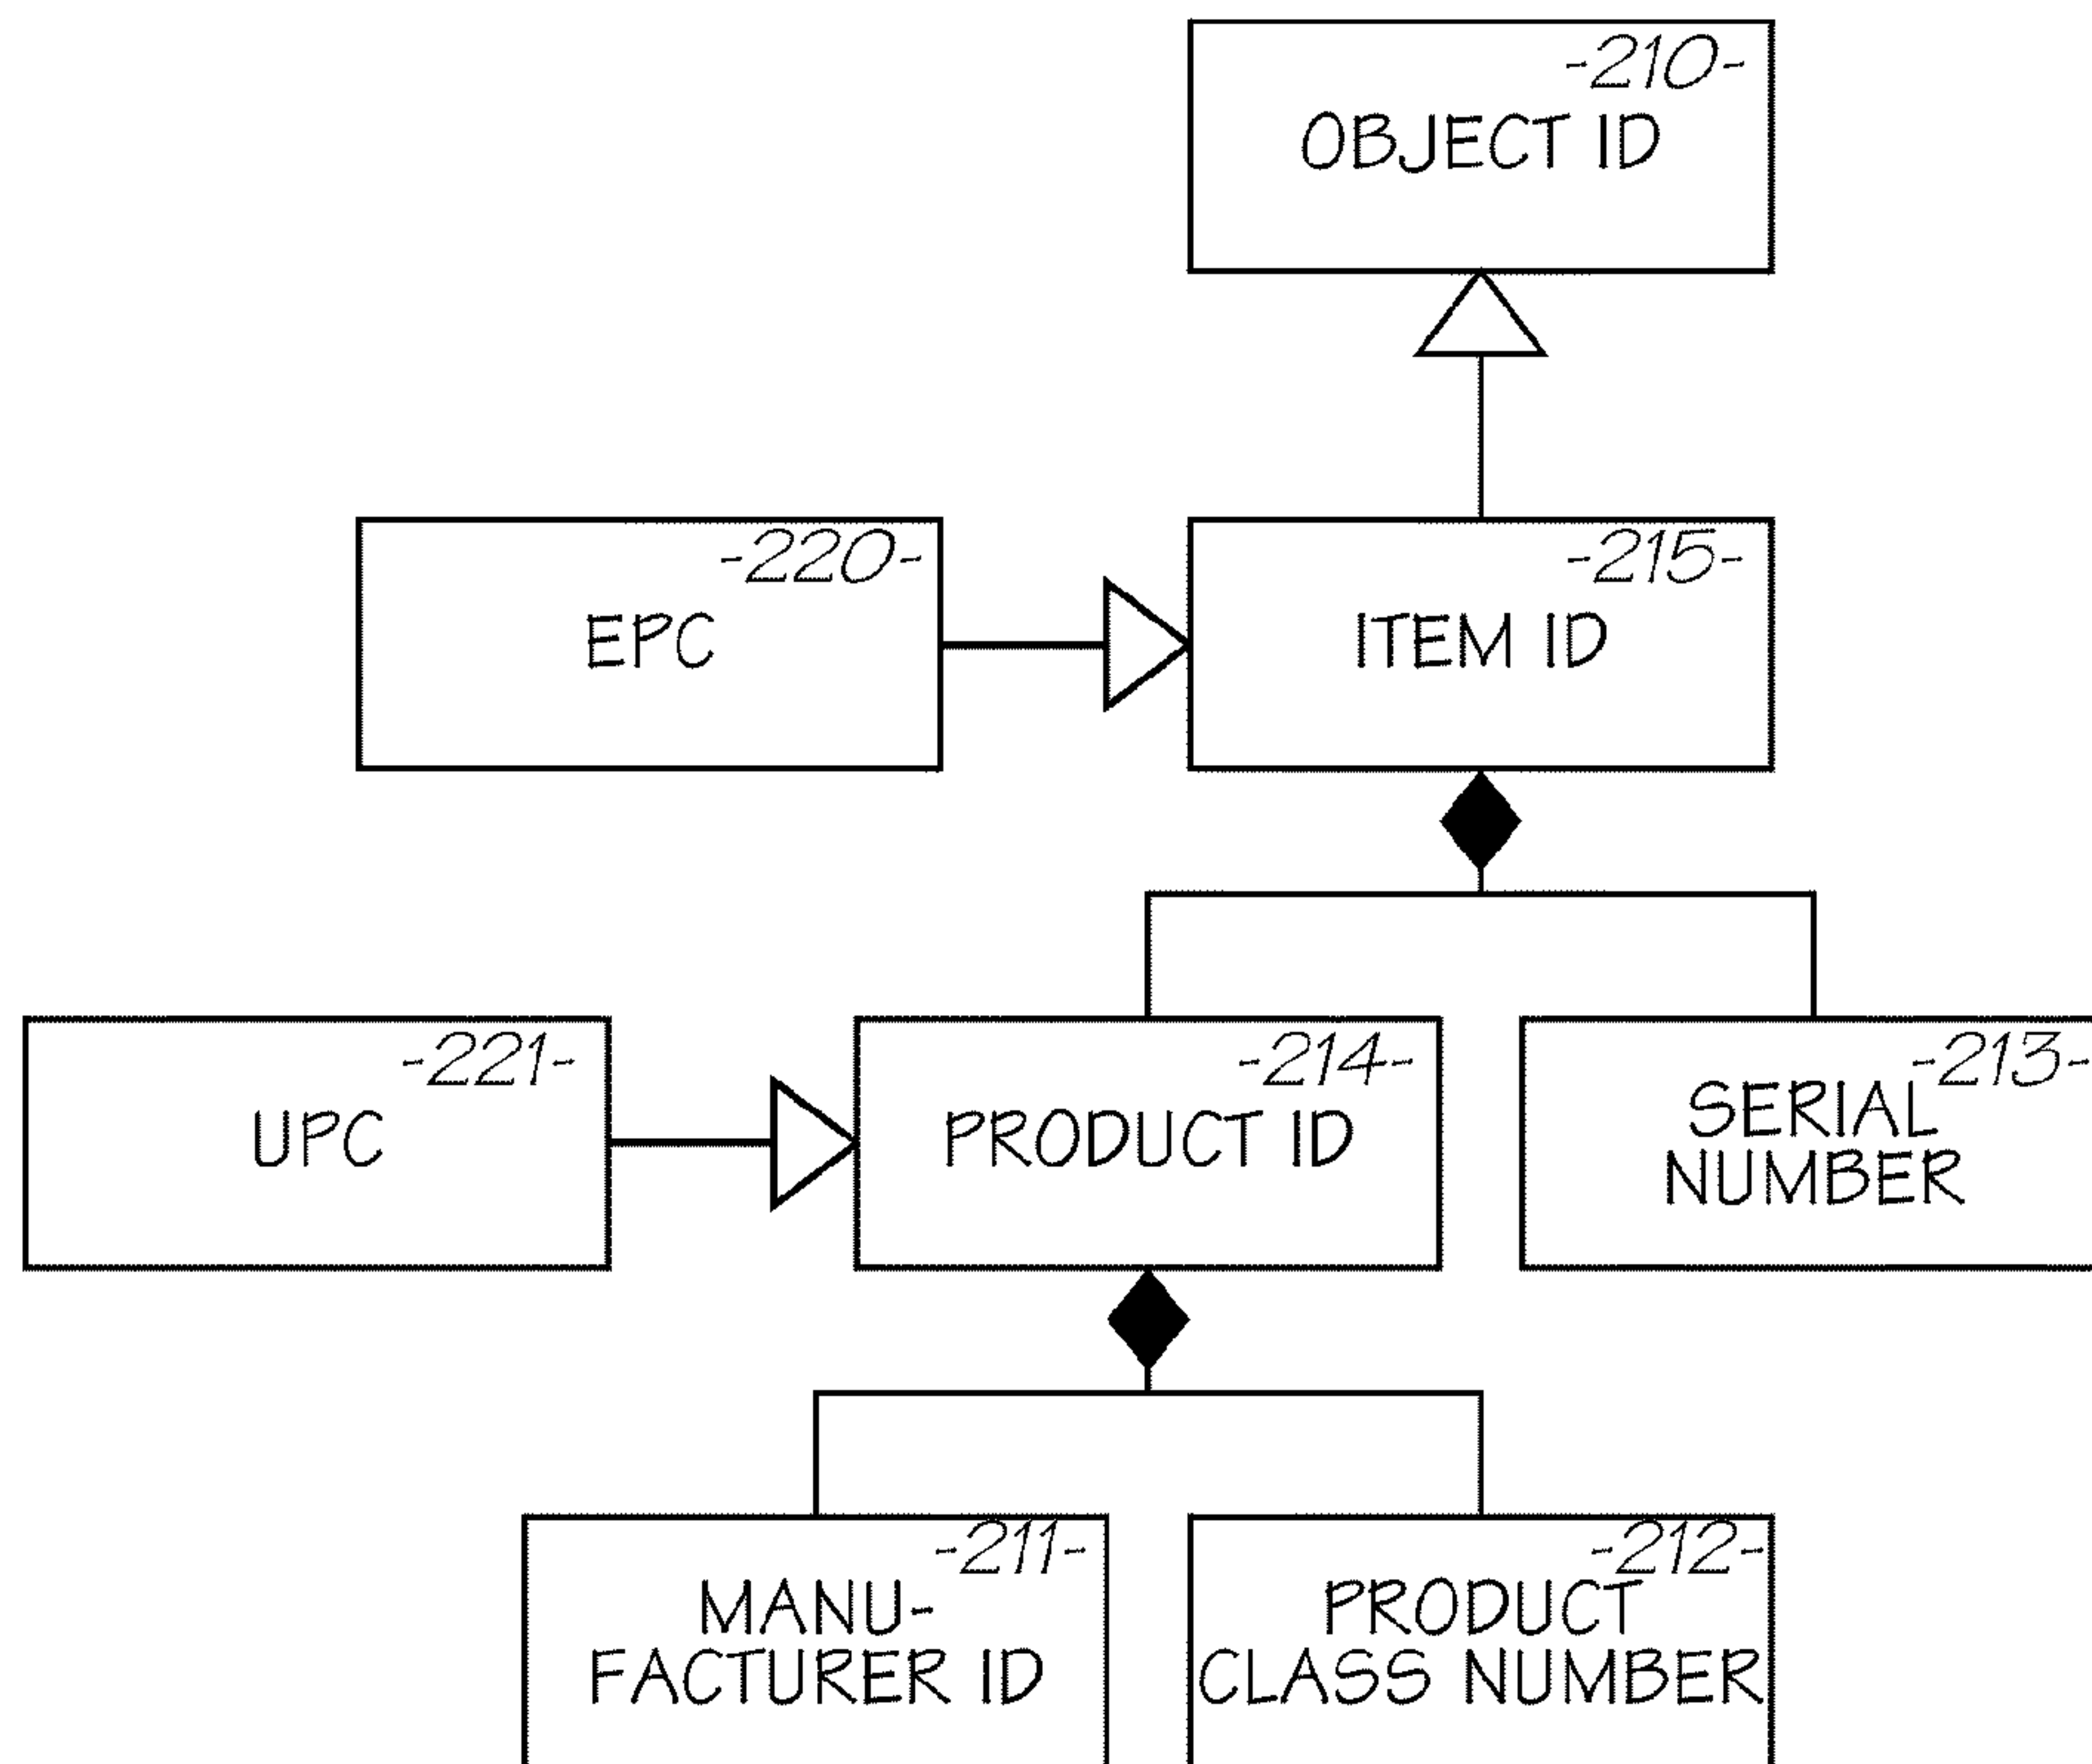 -210-
OBJECT ID
-220-
EPC
-215-
ITEM ID
-221-
UPC
-214-
PRODUCT ID
-213-
SERIAL
NUMBER
-211-
MANU-
FACTURER ID
-212-
PRODUCT
CLASS NUMBER